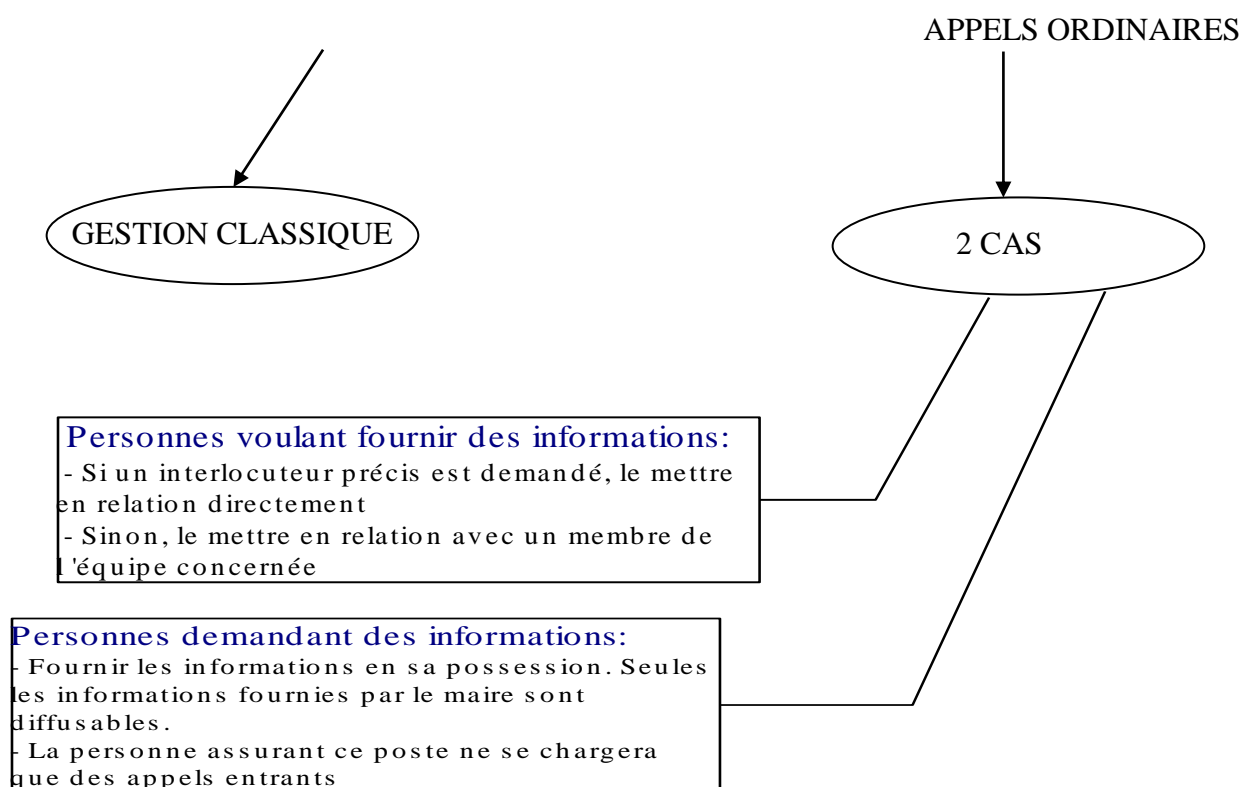 APPELS ORDINAIRES
GESTION CLASSIQUE
2 CAS
Personnes voulant fournir des informations:
- Si un interlocuteur précis est demandé, le mettre
en relation directement
- Sinon, le mettre en relation avec un membre de
l'équipe concernée
Personnes demandant des informations:
- Fournir les informations en sa possession. Seules
les informations fournies par le maire sont
diffusables.
- La personne assurant ce poste ne se chargera
que des appels entrants